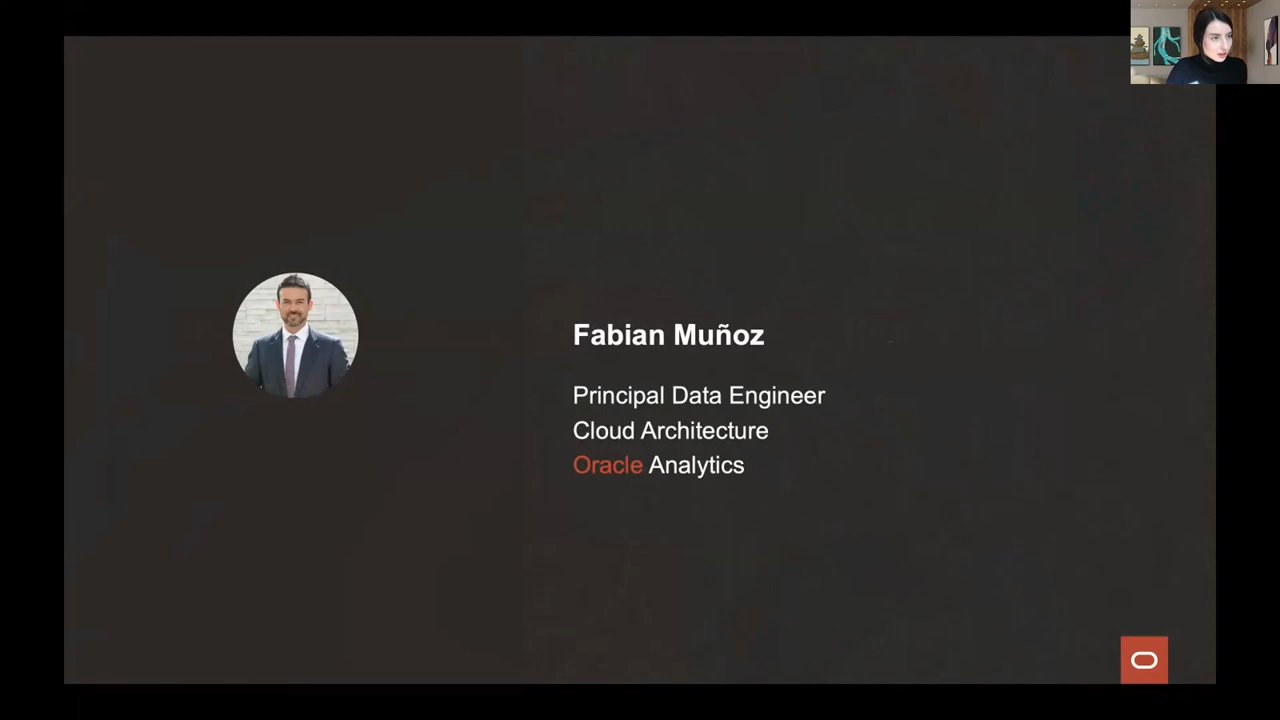 Fabian Muñoz
Principal Data Engineer
Cloud Architecture
Oracle Analytics